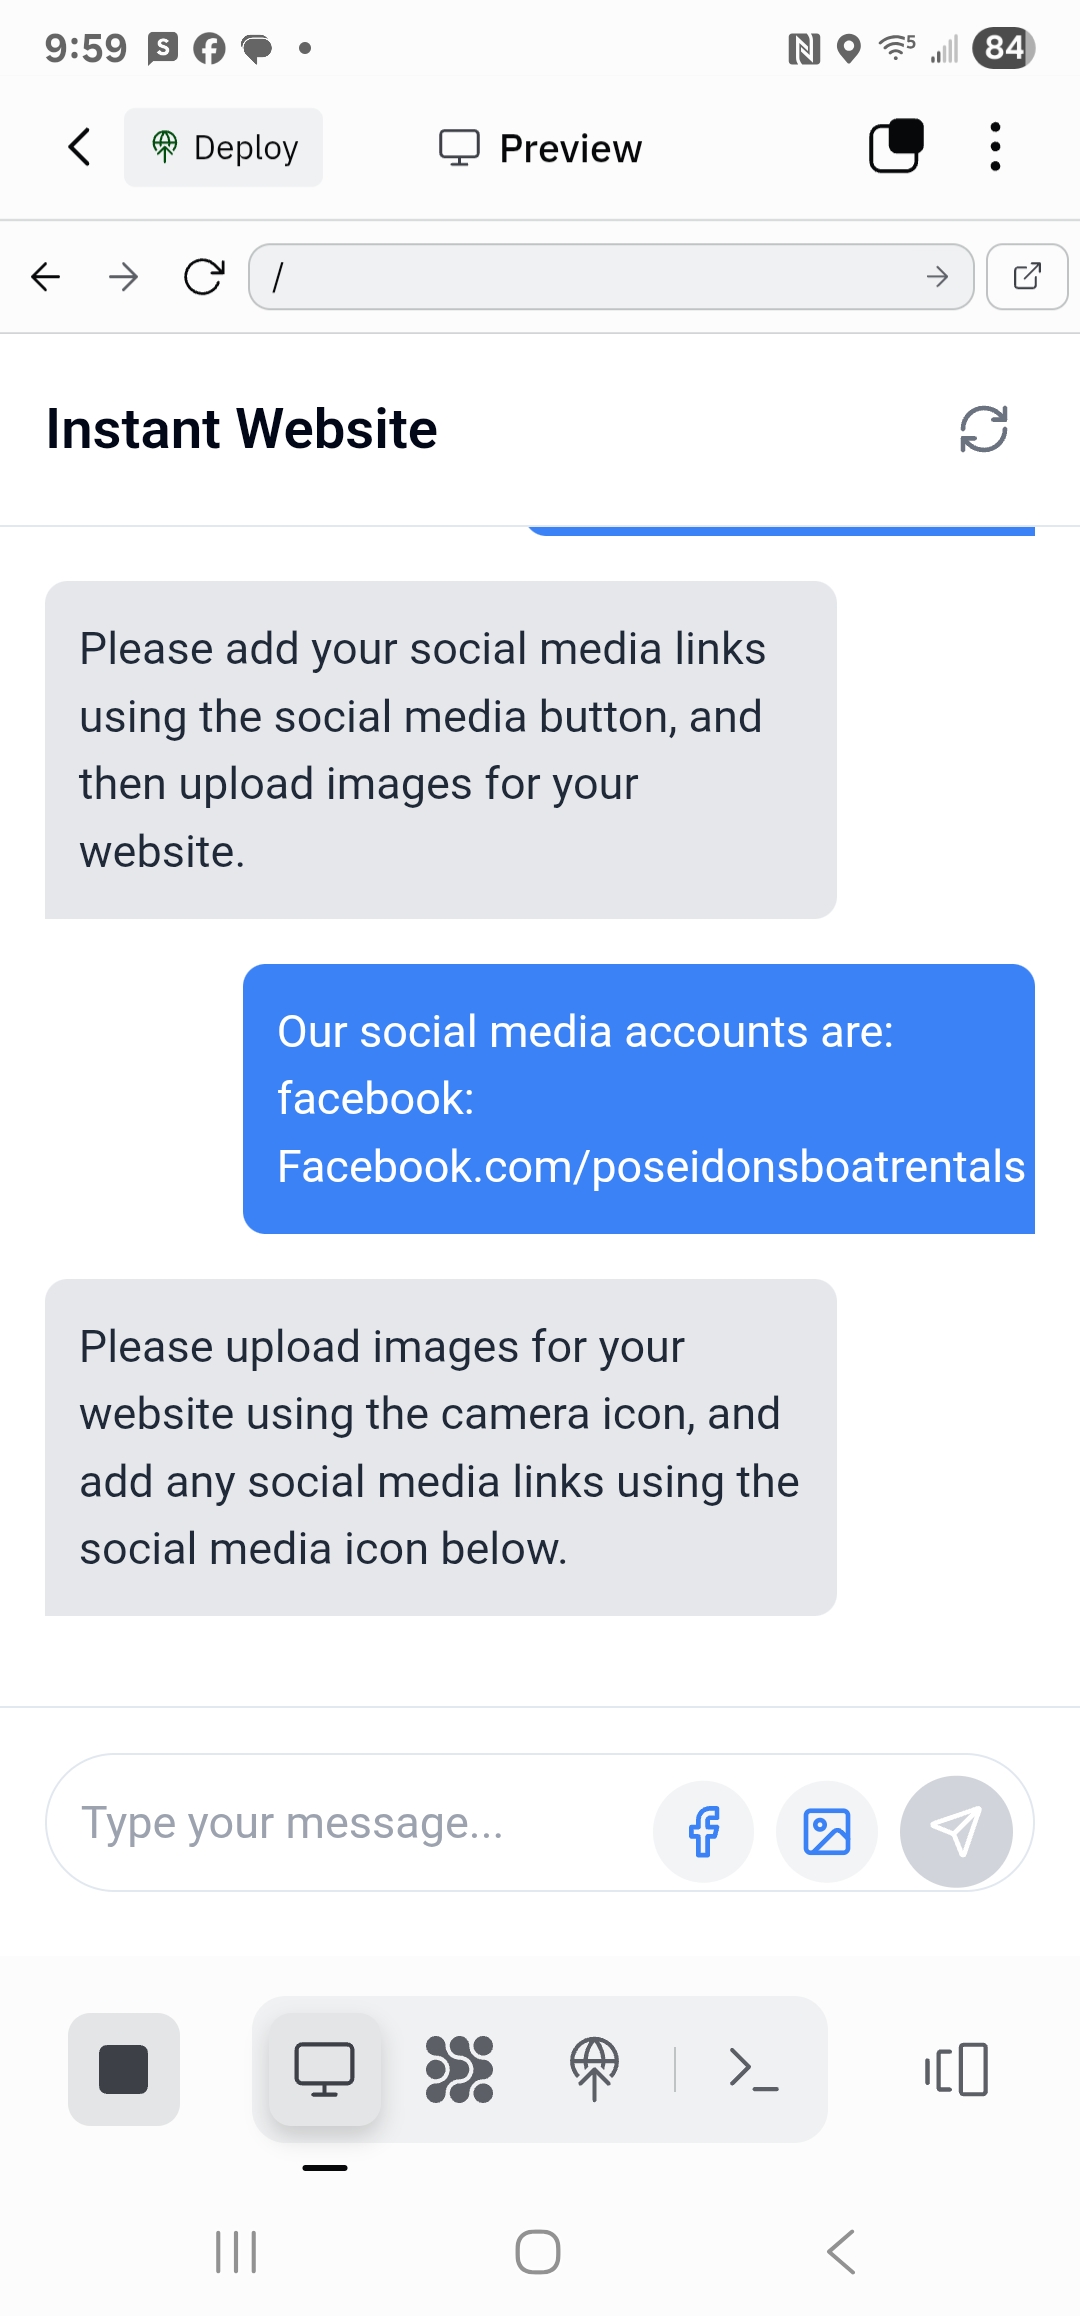 9:59
84
Deploy
Preview
/
Instant Website
Please add your social media links
using the social media button, and
then upload images for your
website.
Our social media accounts are:
facebook:
Facebook.com/poseidonsboatrentals
Please upload images for your
website using the camera icon, and
add any social media links using the
social media icon below.
Type your message...